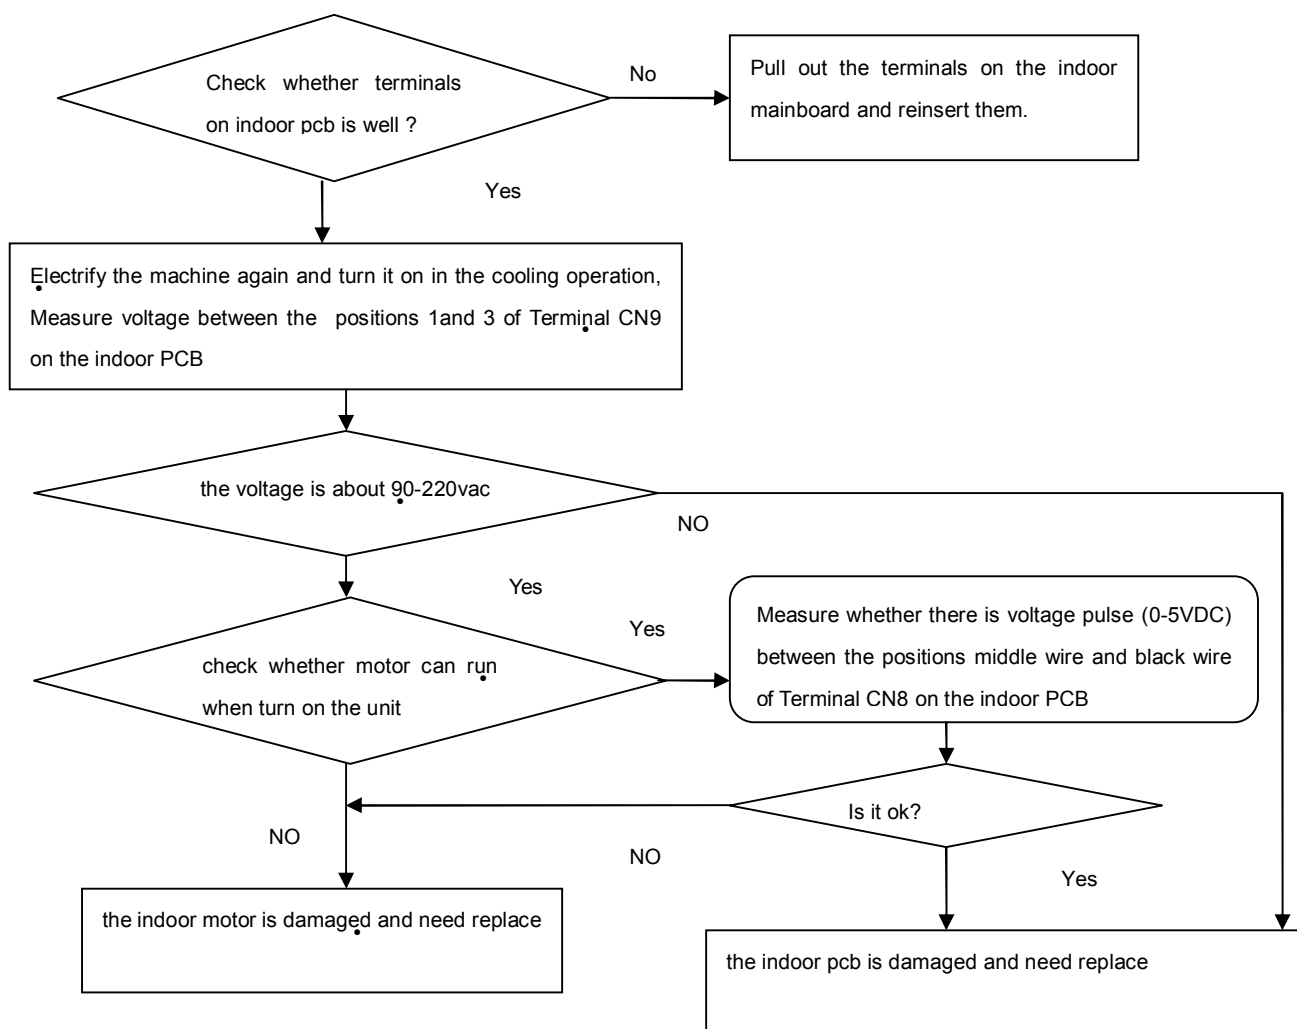 Check whether terminals
on indoor pcb is well ?
No
Pull out the terminals on the indoor
mainboard and reinsert them.
Yes
Electrify the machine again and turn it on in the cooling operation,
Measure voltage between the positions 1and 3 of Terminal CN9
on the indoor PCB
the voltage is about 90-220vac
NO
Yes
check whether motor can run
when turn on the unit
Yes
Measure whether there is voltage pulse (0-5VDC)
between the positions middle wire and black wire
of Terminal CN8 on the indoor PCB
Is it ok?
NO
NO
Yes
the indoor motor is damaged and need replace
the indoor pcb is damaged and need replace